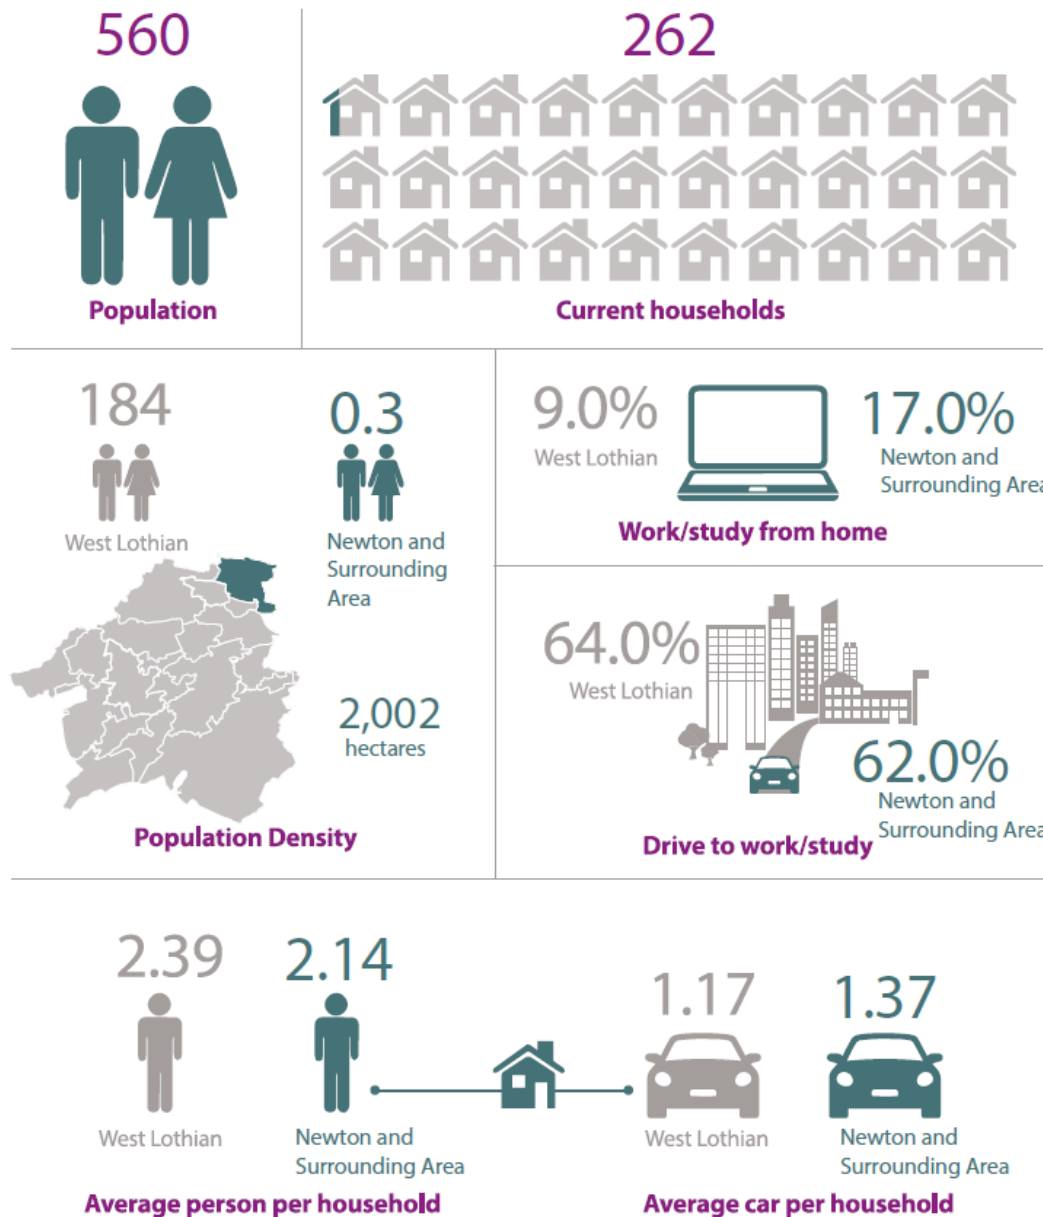 560
262
Population
Current households
184
West Lothian
0.3
Newton and
Surrounding
Area
2,002
hectares
Population Density
9.0%
West Lothian
17.0%
Newton and
Surrounding Area
Work/study from home
64.0%
West Lothian
62.0%
Newton and
Surrounding Area
Drive to work/study
2.39
West Lothian
2.14
Newton and
Surrounding Area
Average person per household
1.17
West Lothian
1.37
Newton and
Surrounding Area
Average car per household